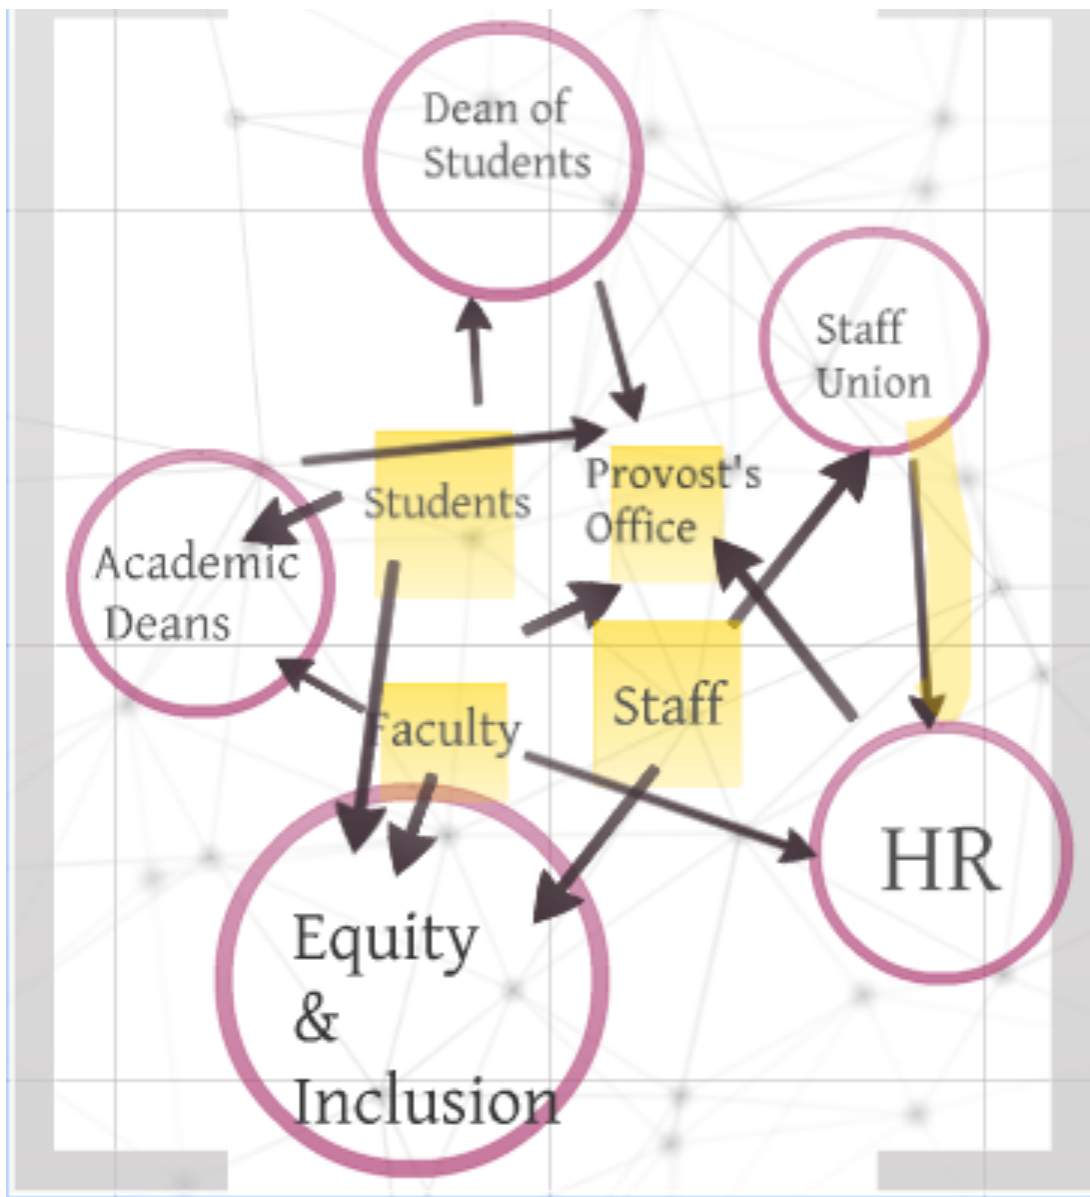 Dean of
Students
Staff
Union
Students
Provost's
Office
Academic
Deans
Faculty
Staff
HR
Equity
&
Inclusion